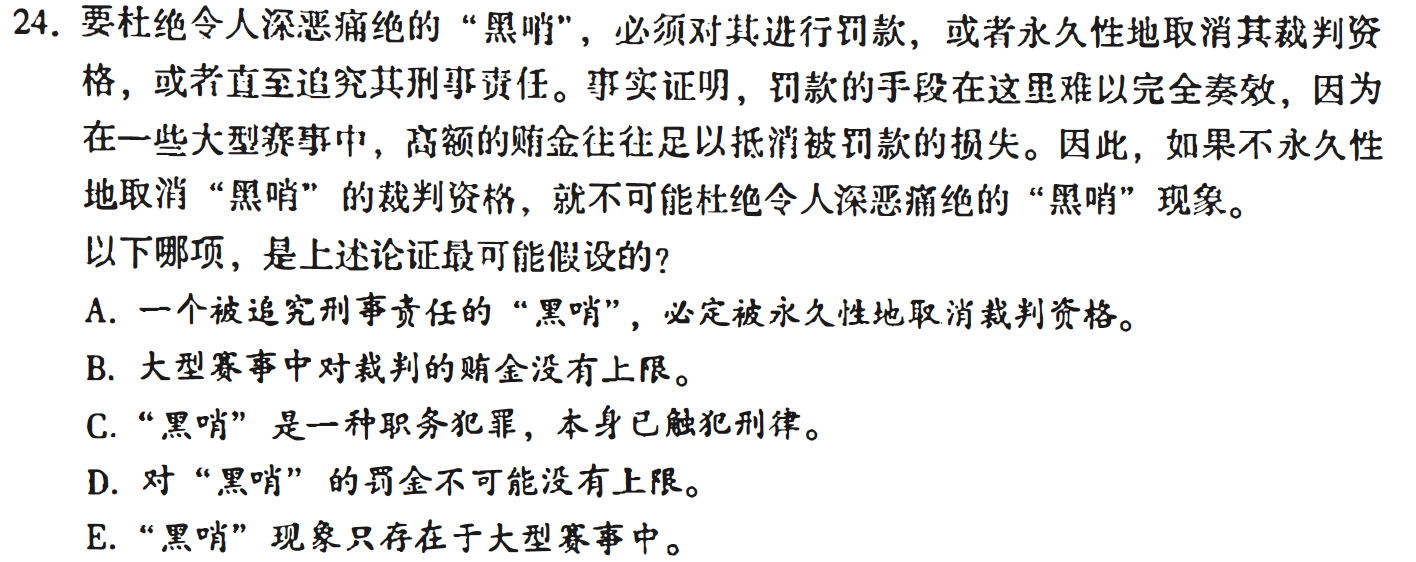 24. 要杜绝令人深恶痛绝的“黑哨”，必须对其进行罚款，或者永久性地取消其裁判资
格，或者直至追究其刑事责任。事实证明，罚款的手段在这里难以完全奏效，因为
在一些大型赛事中，高额的贿金往往足以抵消被罚款的损失。因此，如果不永久性
地取消“黑哨”的裁判资格，就不可能杜绝令人深恶痛绝的“黑哨”现象。
以下哪项，是上述论证最可能假设的？
A. 一个被追究刑事责任的“黑哨”，必定被永久性地取消裁判资格。
B. 大型赛事中对裁判的贿金没有上限。
C. “黑哨”是一种职务犯罪，本身已触犯刑律。
D. 对“黑哨”的罚金不可能没有上限。
E. “黑哨”现象只存在于大型赛事中。